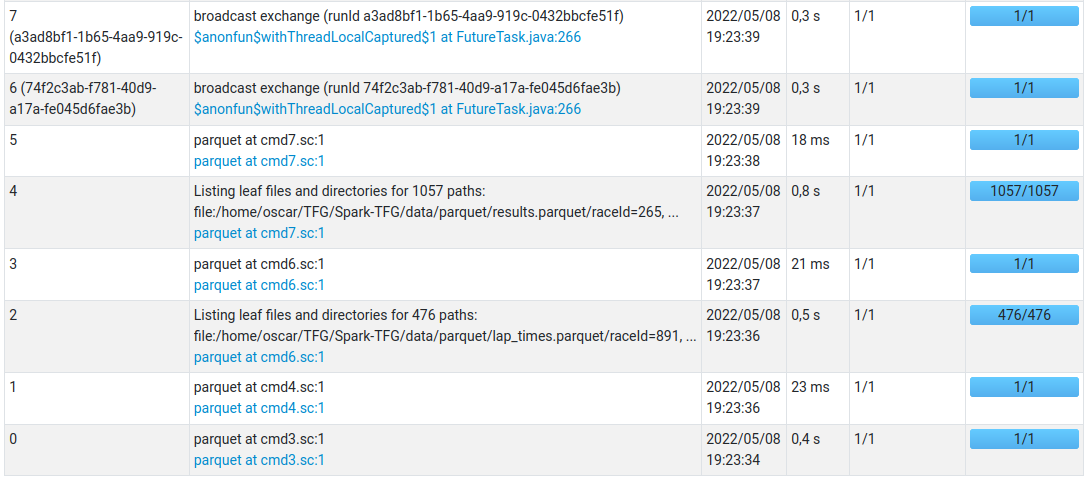 7
(a3ad8bf1-1b65-4aa9-919c-
0432bbcfe51f)
broadcast exchange (runId a3ad8bf1-1b65-4aa9-919c-0432bbcfe51f)
$anonfun$withThreadLocalCaptured$1 at FutureTask.java:266
2022/05/08
19:23:39
0,3 s
1/1
1/1
6 (74f2c3ab-f781-40d9-
a17a-fe045d6fae3b)
broadcast exchange (runId 74f2c3ab-f781-40d9-a17a-fe045d6fae3b)
$anonfun$withThreadLocalCaptured$1 at FutureTask.java:266
2022/05/08
19:23:39
0,3 s
1/1
1/1
5
parquet at cmd7.sc:1
parquet at cmd7.sc:1
2022/05/08
19:23:38
18 ms
1/1
1/1
4
Listing leaf files and directories for 1057 paths:
file:/home/oscar/TFG/Spark-TFG/data/parquet/results.parquet/raceId=265, ...
parquet at cmd7.sc:1
2022/05/08
19:23:37
0,8 s
1/1
1057/1057
3
parquet at cmd6.sc:1
parquet at cmd6.sc:1
2022/05/08
19:23:37
21 ms
1/1
1/1
2
Listing leaf files and directories for 476 paths:
file:/home/oscar/TFG/Spark-TFG/data/parquet/lap_times.parquet/raceId=891, ...
parquet at cmd6.sc:1
2022/05/08
19:23:36
0,5 s
1/1
476/476
1
parquet at cmd4.sc:1
parquet at cmd4.sc:1
2022/05/08
19:23:36
23 ms
1/1
1/1
0
parquet at cmd3.sc:1
parquet at cmd3.sc:1
2022/05/08
19:23:34
0,4 s
1/1
1/1